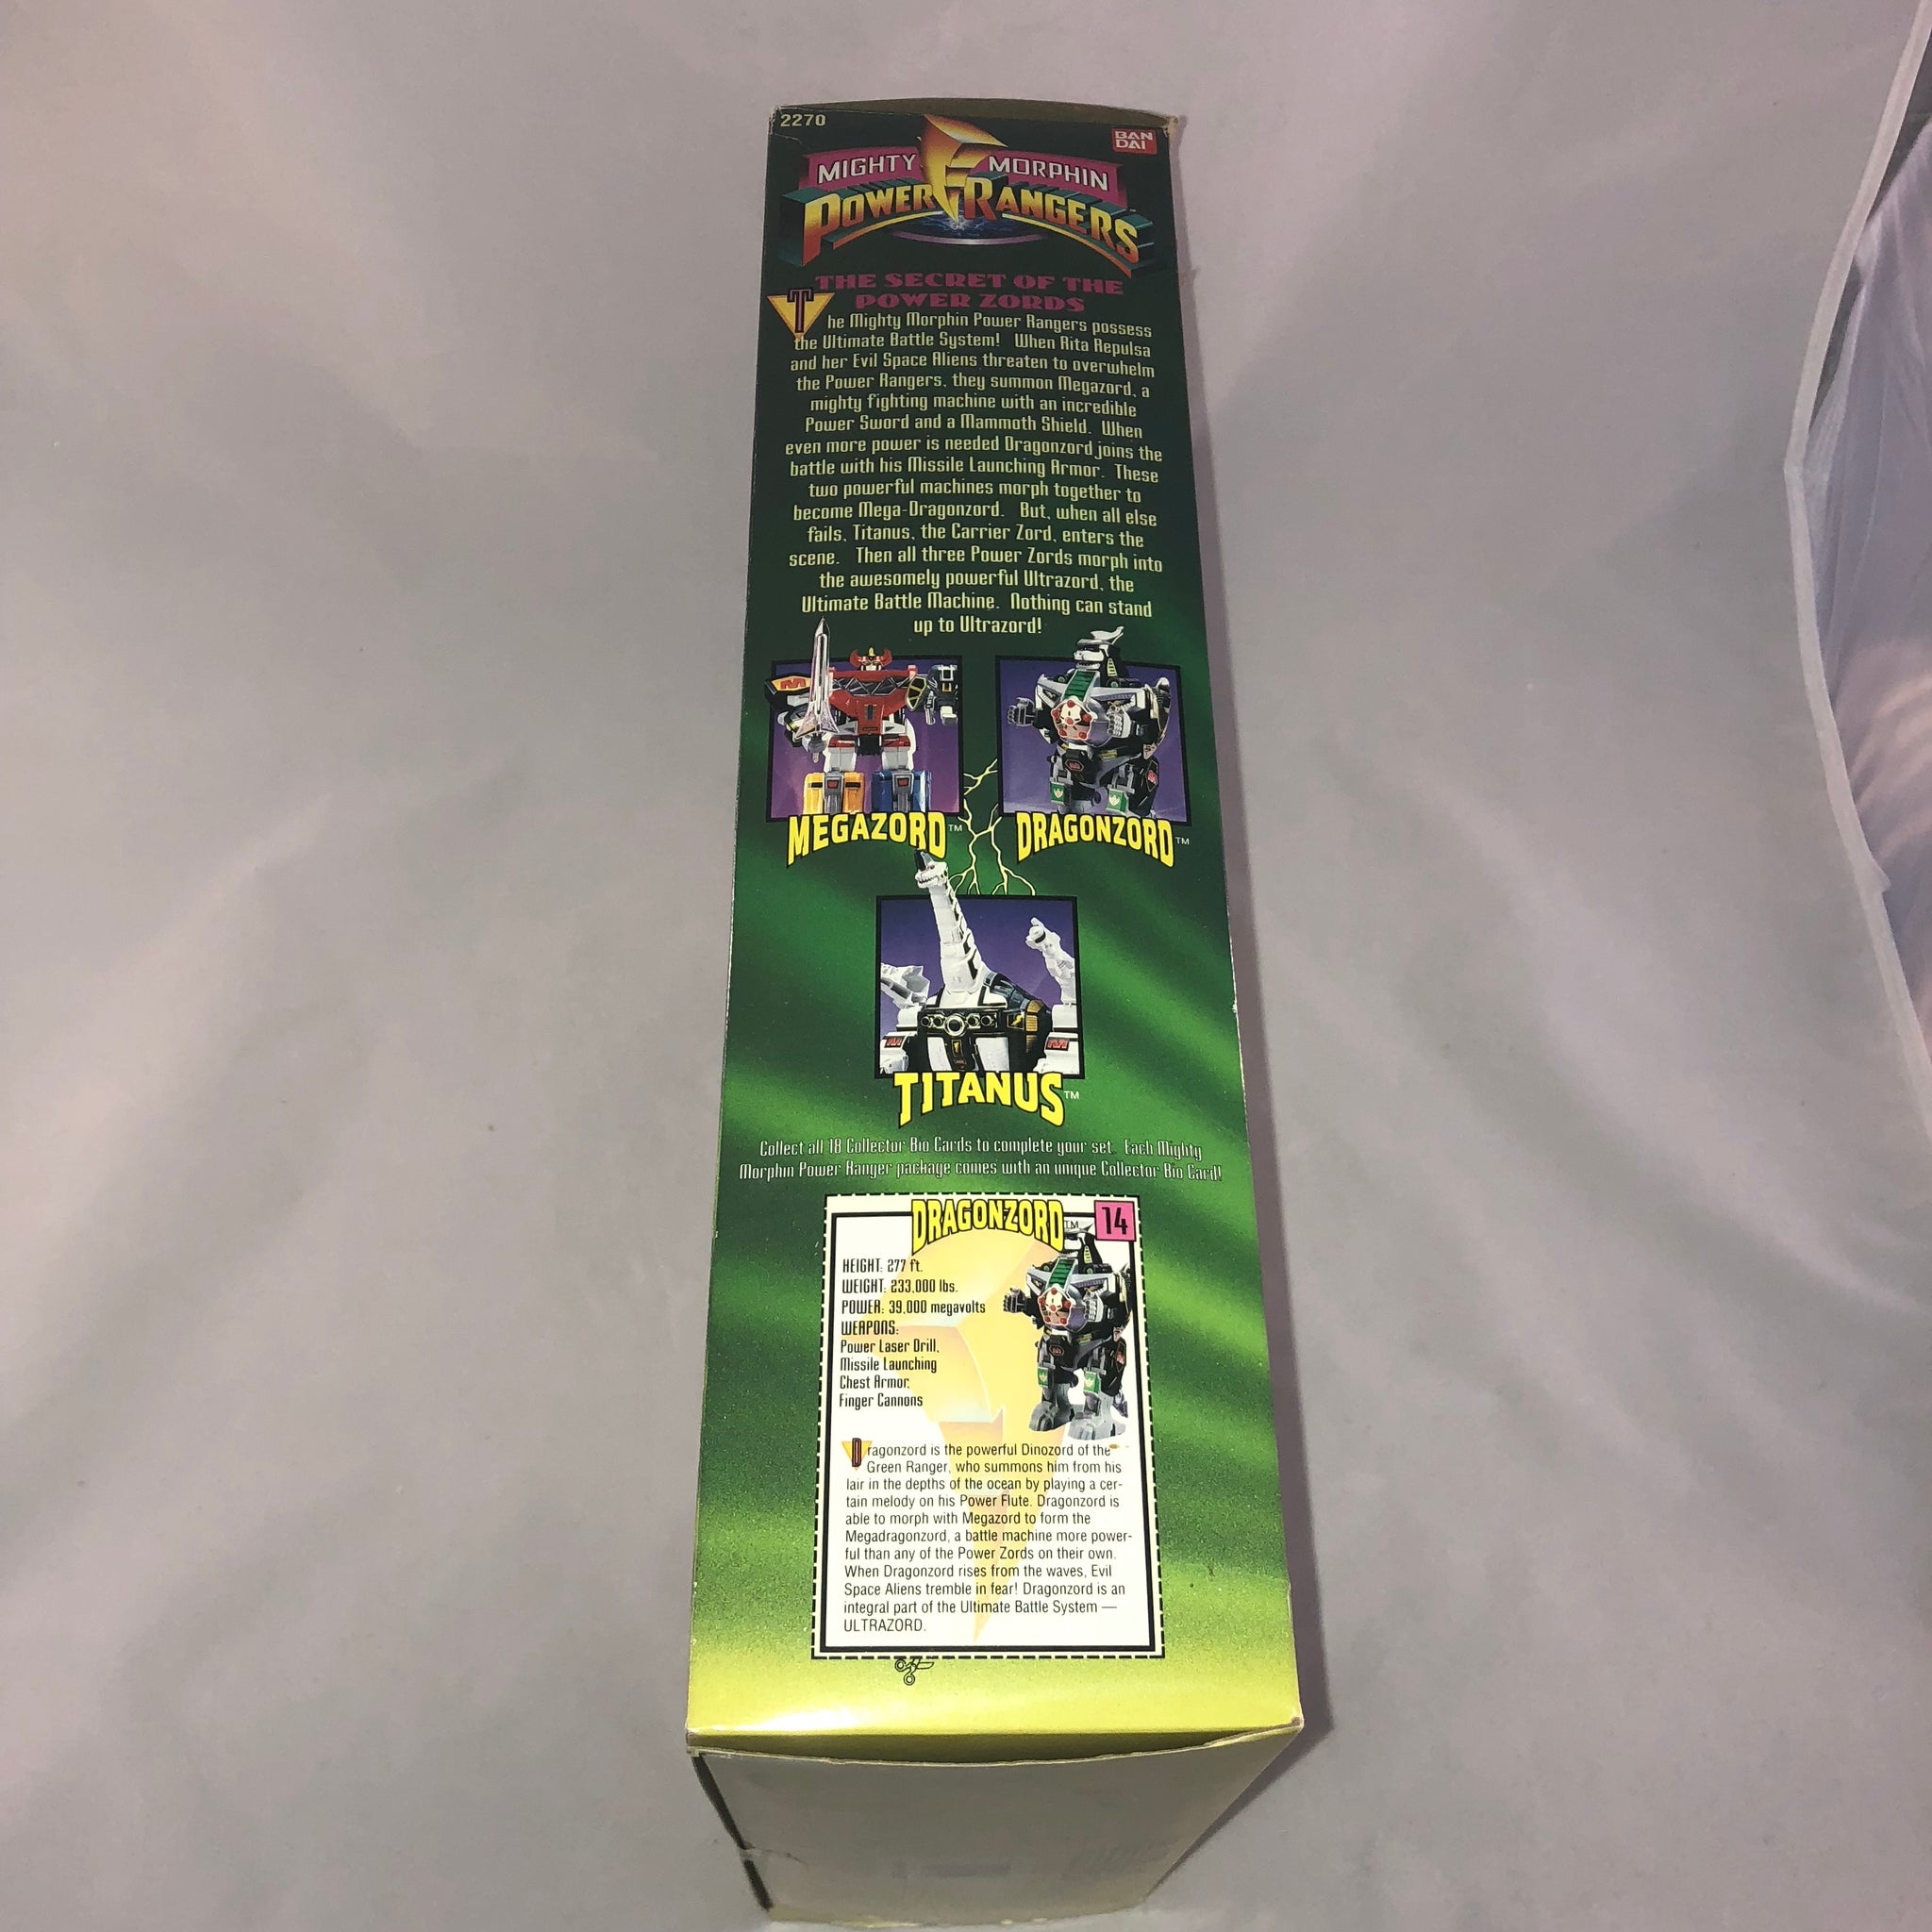 2270
BAN
DAI
MIGHTY MORPHIN
POWER RANGERS
THE SECRET OF THE
POWER ZORDS
The Mighty Morphin Power Rangers possess
the Ultimate Battle System! When Rita Repulsa
and her Evil Space Aliens threaten to overwhelm
the Power Rangers, they summon Megazord, a
mighty fighting machine with an incredible
Power Sword and a Mammoth Shield. When
even more power is needed Dragonzord joins the
battle with his Missile Launching Armor. These
two powerful machines morph together to
become Mega-Dragonzord. But, when all else
fails, Titanus, the Carrier Zord, enters the
scene. Then all three Power Zords morph into
the awesomely powerful Ultrazord, the
Ultimate Battle Machine. Nothing can stand
up to Ultrazord!
MEGAZORD™ DRAGONZORD™
TITANUS™
Collect all 18 Collector Bio Cards to complete your set. Each Mighty
Morphin Power Ranger package comes with an unique Collector Bio Card!
DRAGONZORD™ 14
HEIGHT: 277 ft.
WEIGHT: 233,000 lbs.
POWER: 39,000 megavolts
WEAPONS:
Power Laser Drill,
Missile Launching
Chest Armor,
Finger Cannons
Dragonzord is the powerful Dinozord of the
Green Ranger, who summons him from his
lair in the depths of the ocean by playing a cer-
tain melody on his Power Flute. Dragonzord is
able to morph with Megazord to form the
Megadragonzord, a battle machine more power-
ful than any of the Power Zords on their own.
When Dragonzord rises from the waves, Evil
Space Aliens tremble in fear! Dragonzord is an
integral part of the Ultimate Battle System —
ULTRAZORD.